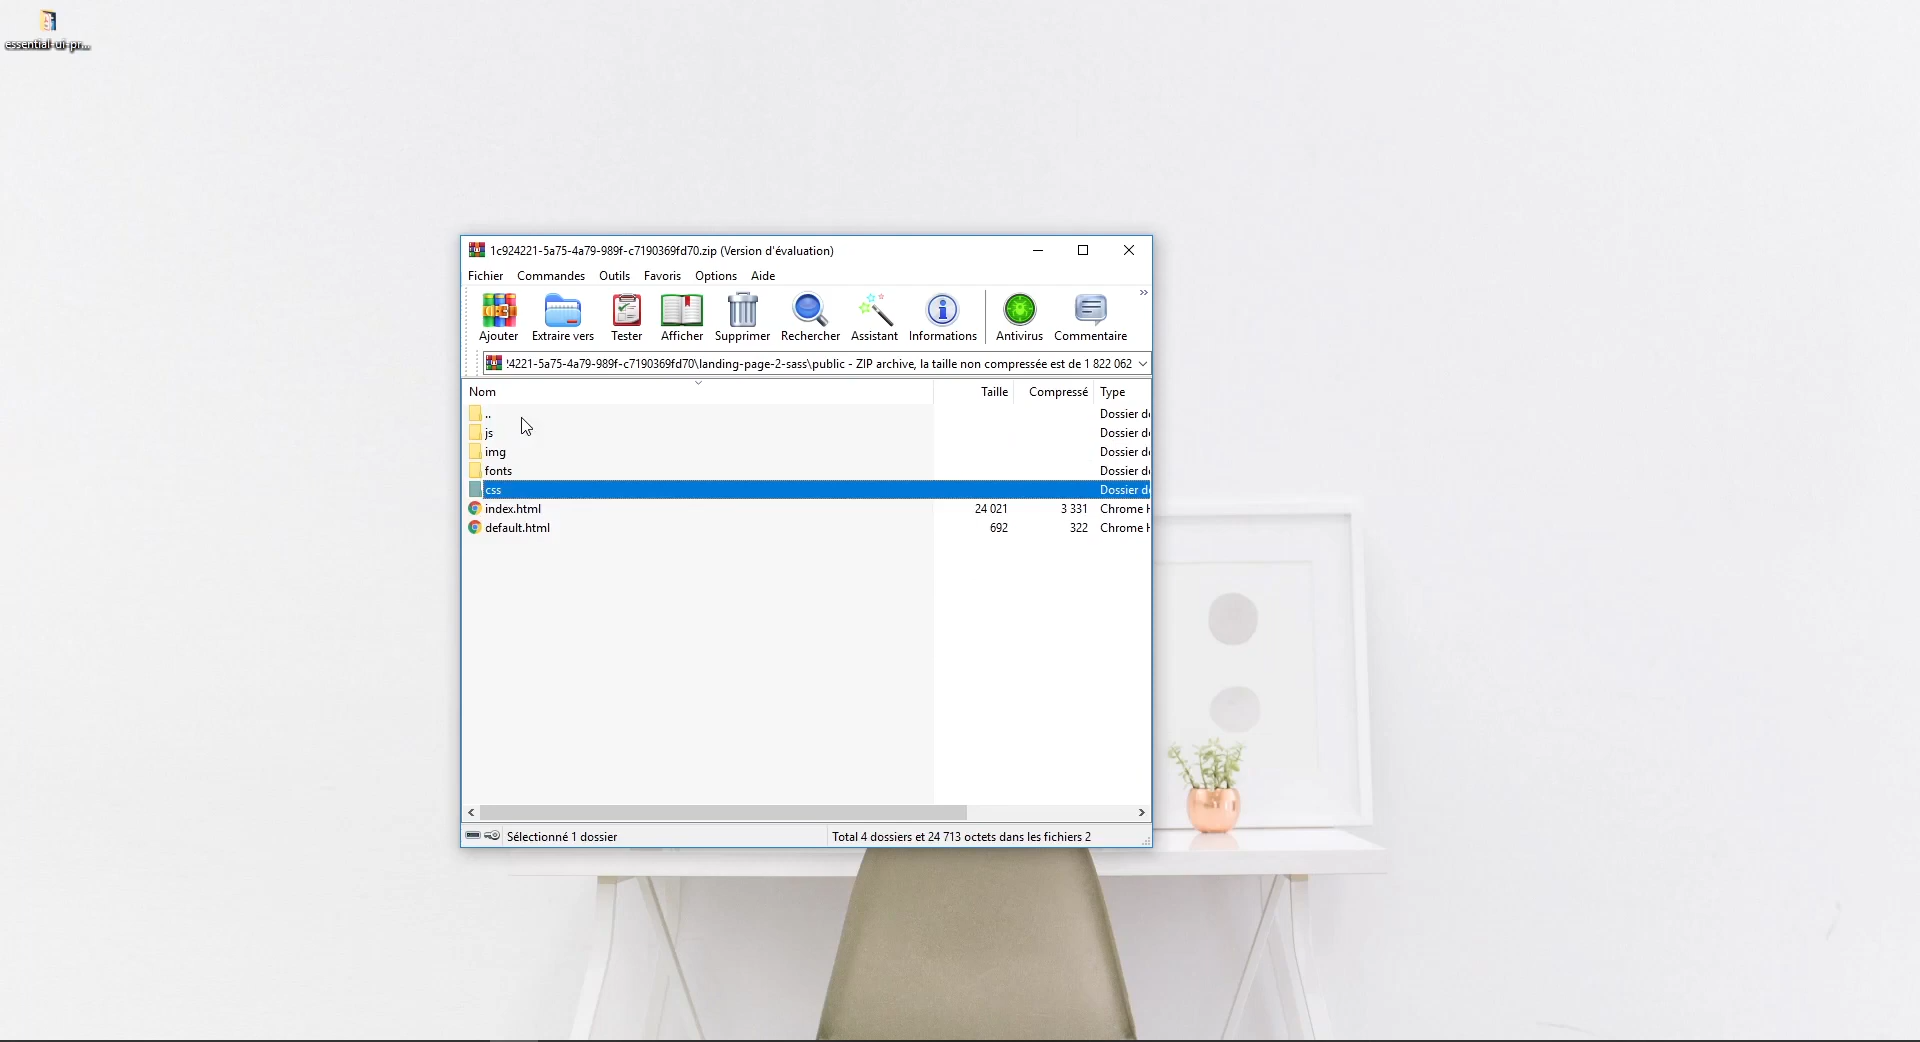 essential-ui-pr...
1c924221-5a75-4a79-989f-c7190369fd70.zip (Version d'évaluation)
Fichier Commandes Outils Favoris Options Aide
Ajouter Extraire vers Tester Afficher Supprimer Rechercher Assistant Informations Antivirus Commentaire
4221-5a75-4a79-989f-c7190369fd70\landing-page-2-sass\public - ZIP archive, la taille non compressée est de 1 822 062
Nom Taille Compressé Type
.. Dossier d
js Dossier d
img Dossier d
fonts Dossier d
css Dossier d
index.html 24 021 3 331 Chrome H
default.html 692 322 Chrome H
Sélectionné 1 dossier Total 4 dossiers et 24 713 octets dans les fichiers 2